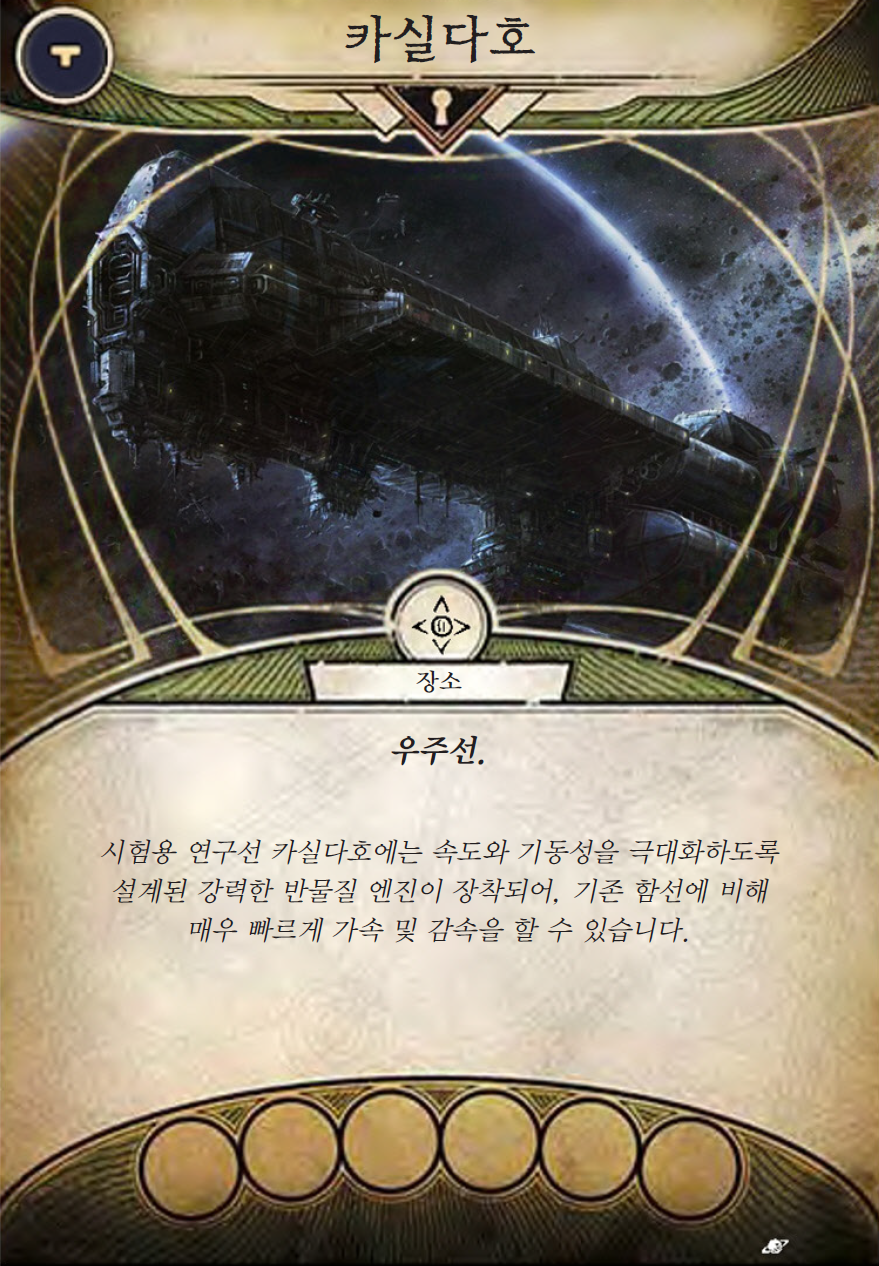 카실다호
장소
우주선.
시험용 연구선 카실다호에는 속도와 기동성을 극대화하도록
설계된 강력한 반물질 엔진이 장착되어, 기존 함선에 비해
매우 빠르게 가속 및 감속을 할 수 있습니다.